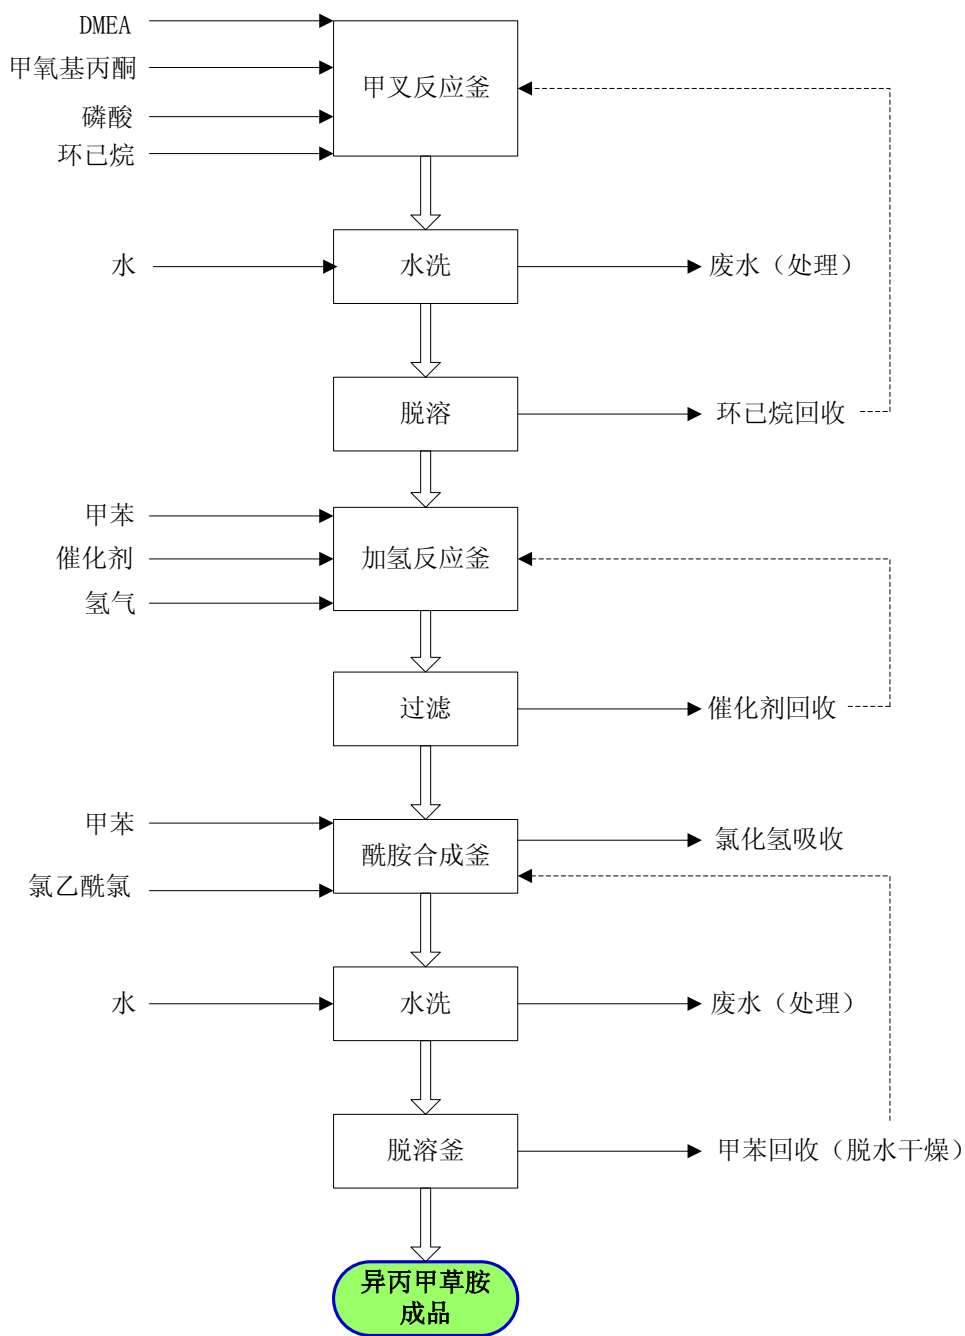 DMEA
甲氧基丙酮
磷酸
环已烷
甲叉反应釜
水
水洗
废水（处理）
脱溶
环已烷回收
甲苯
催化剂
氢气
加氢反应釜
过滤
催化剂回收
甲苯
氯乙酰氯
酰胺合成釜
氯化氢吸收
水
水洗
废水（处理）
脱溶釜
甲苯回收（脱水干燥）
异丙甲草胺
成品